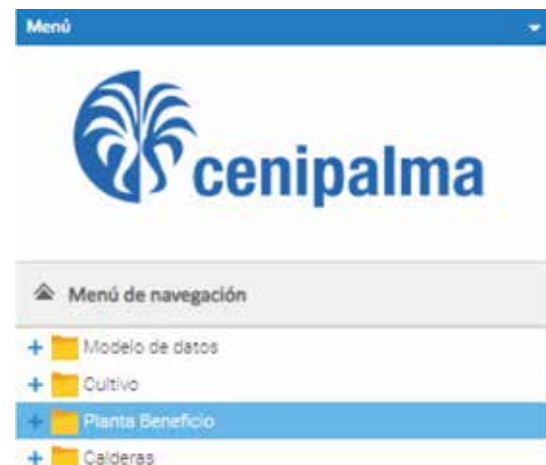 Menú
cenipalma
Menú de navegación
Modelo de datos
Cultivo
Planta Beneficio
Calderas